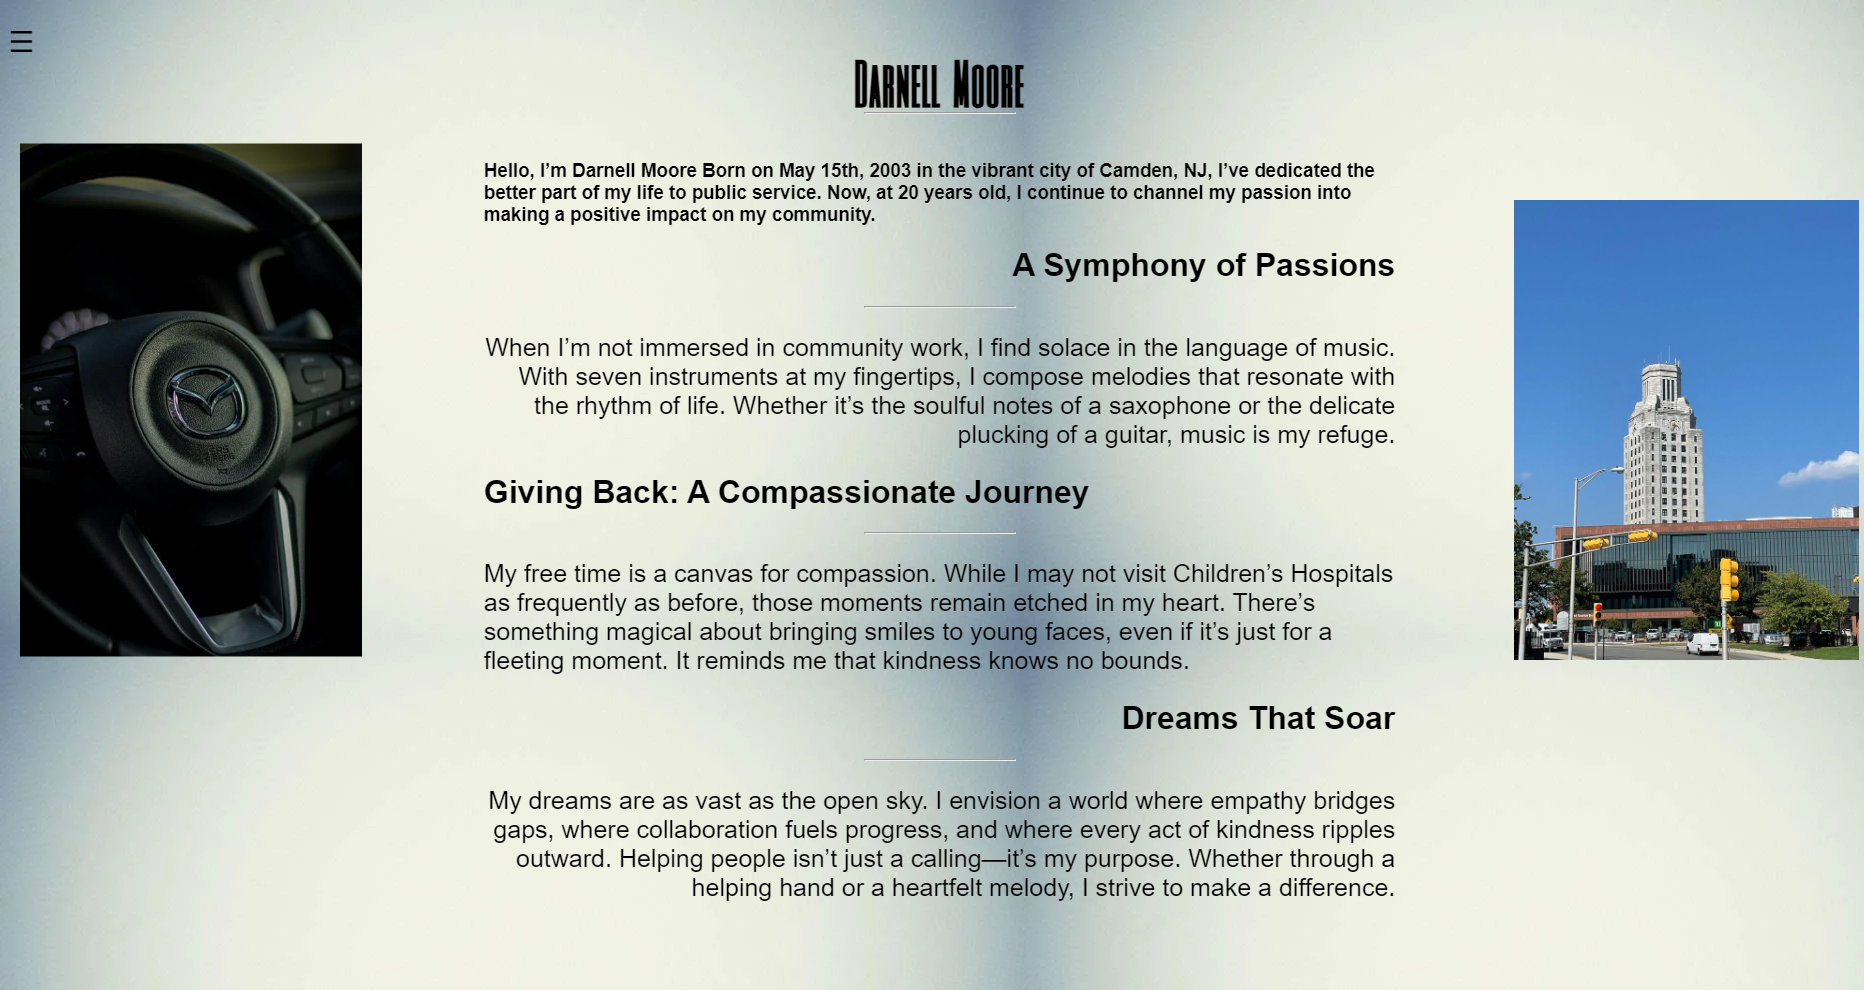 Darnell Moore
Hello, I’m Darnell Moore Born on May 15th, 2003 in the vibrant city of Camden, NJ, I’ve dedicated the
better part of my life to public service. Now, at 20 years old, I continue to channel my passion into
making a positive impact on my community.
A Symphony of Passions
When I’m not immersed in community work, I find solace in the language of music.
With seven instruments at my fingertips, I compose melodies that resonate with
the rhythm of life. Whether it’s the soulful notes of a saxophone or the delicate
plucking of a guitar, music is my refuge.
Giving Back: A Compassionate Journey
My free time is a canvas for compassion. While I may not visit Children’s Hospitals
as frequently as before, those moments remain etched in my heart. There’s
something magical about bringing smiles to young faces, even if it’s just for a
fleeting moment. It reminds me that kindness knows no bounds.
Dreams That Soar
My dreams are as vast as the open sky. I envision a world where empathy bridges
gaps, where collaboration fuels progress, and where every act of kindness ripples
outward. Helping people isn’t just a calling—it’s my purpose. Whether through a
helping hand or a heartfelt melody, I strive to make a difference.
SRS